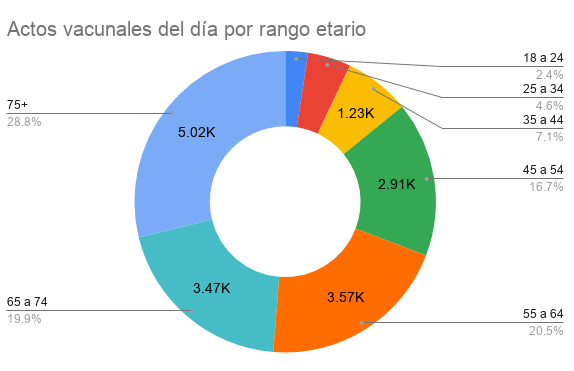 Actos vacunales del día por rango etario
18 a 24
2.4%
25 a 34
4.6%
35 a 44
7.1%
45 a 54
16.7%
55 a 64
20.5%
65 a 74
19.9%
75+
28.8%
1.23K
2.91K
3.57K
3.47K
5.02K